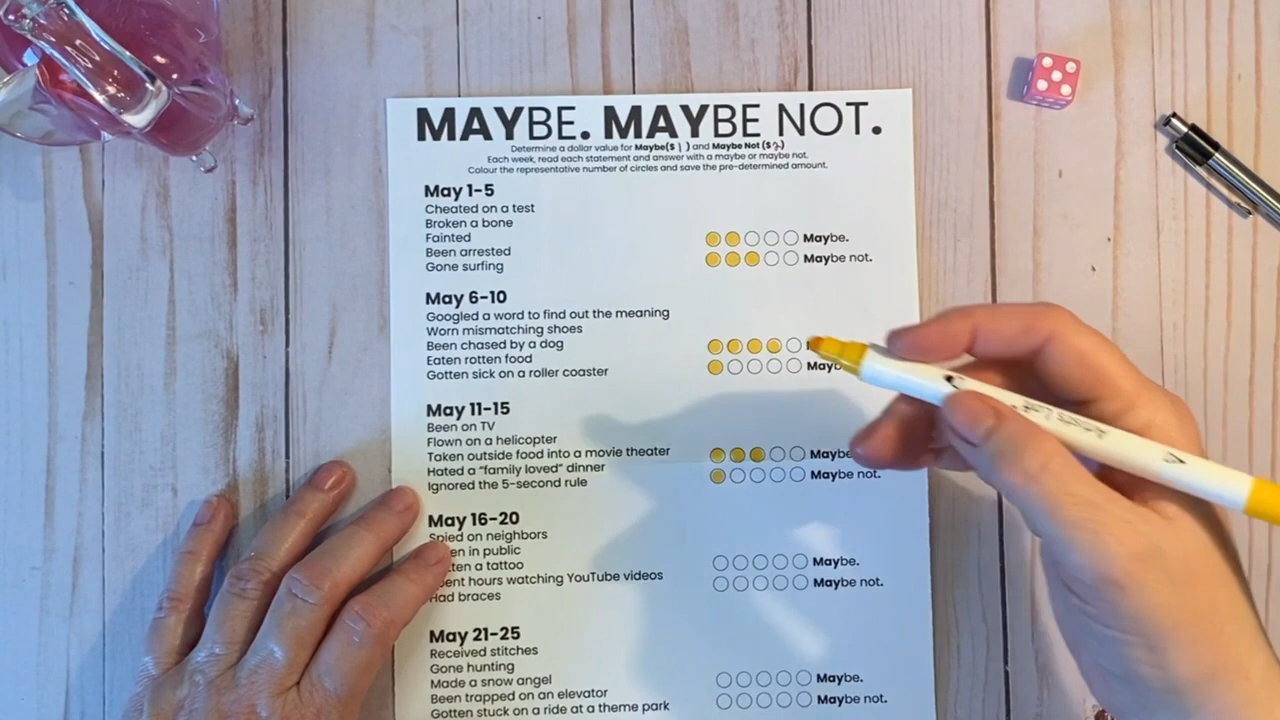 MAYBE. MAYBE NOT.
Determine a dollar value for Maybe($ 1 ) and Maybe Not ($ 2)
Each week, read each statement and answer with a maybe or maybe not.
Colour the representative number of circles and save the pre-determined amount.
May 1-5
Cheated on a test
Broken a bone
Fainted
Maybe.
Been arrested
Maybe not.
Gone surfing
May 6-10
Googled a word to find out the meaning
Worn mismatching shoes
Been chased by a dog
Eaten rotten food
Gotten sick on a roller coaster
May 11-15
Been on TV
Flown on a helicopter
Taken outside food into a movie theater
Maybe
Hated a "family loved" dinner
Maybe not.
Ignored the 5-second rule
May 16-20
Spied on neighbors
in public
a tattoo
Maybe.
hours watching YouTube videos
Maybe not.
Had braces
May 21-25
Received stitches
Gone hunting
Made a snow angel
Maybe.
Been trapped on an elevator
Maybe not.
Gotten stuck on a ride at a theme park